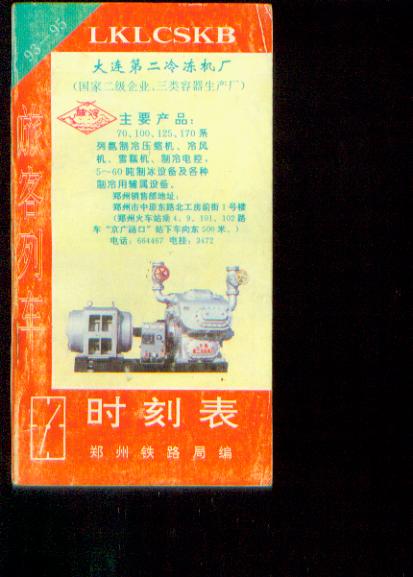 93—95
LKLCSKB
大连第二冷冻机厂
(国家二级企业、三类容器生产厂)
主要产品:
70、100、125、170系
列氨制冷压缩机、冷风
机、雪糕机、制冷电控,
5~60吨制冰设备及各种
制冷用辅属设备。
郑州销售部地址:
郑州市中原东路北工房前街1号楼
(郑州火车站乘4、9、101、102路
车“京广涵口”站下车向东500米。)
电话:664467 电挂:3472
旅客列车
时刻表
郑州铁路局编